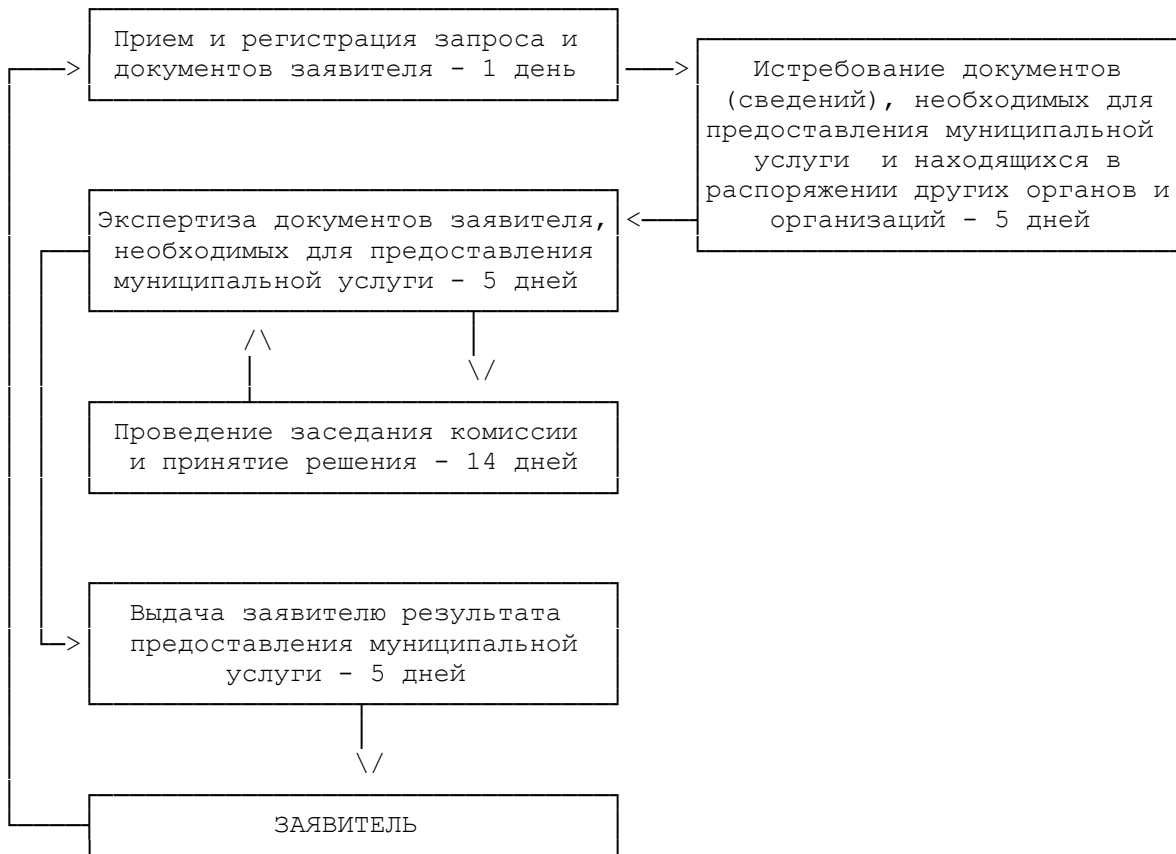 Прием и регистрация запроса и
документов заявителя - 1 день
Истребование документов
(сведений), необходимых для
предоставления муниципальной
услуги и находящихся в
распоряжении других органов и
организаций - 5 дней
Экспертиза документов заявителя,
необходимых для предоставления
муниципальной услуги - 5 дней
Проведение заседания комиссии
и принятие решения - 14 дней
Выдача заявителю результата
предоставления муниципальной
услуги - 5 дней
ЗАЯВИТЕЛЬ